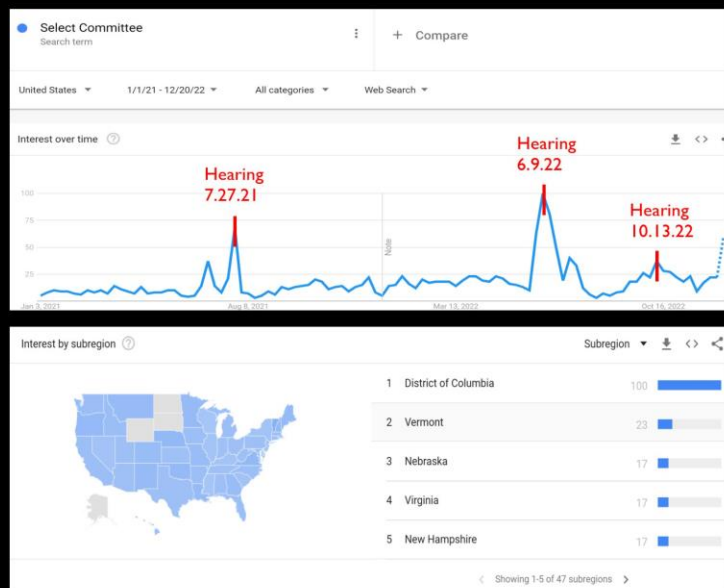 Select Committee
Search term
+ Compare
United States
1/1/21 - 12/20/22
All categories
Web Search
Interest over time
Hearing
7.27.21
Hearing
6.9.22
Hearing
10.13.22
100
75
50
25
Note
Jan 3, 2021
Aug 8, 2021
Mar 13, 2022
Oct 16, 2022
Interest by subregion
Subregion
1 District of Columbia 100
2 Vermont 23
3 Nebraska 17
4 Virginia 17
5 New Hampshire 17
Showing 1-5 of 47 subregions